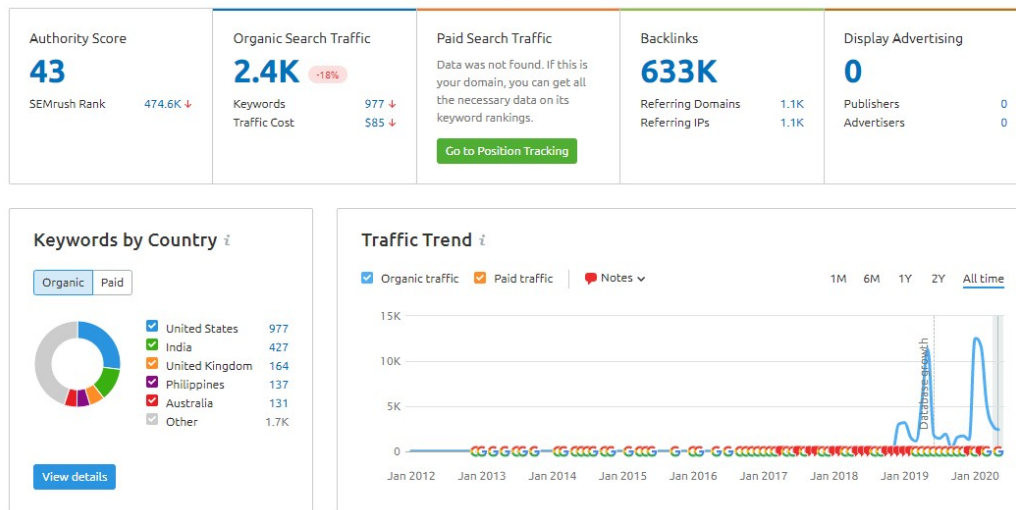 Authority Score
43
SEMrush Rank 474.6K ↓
Organic Search Traffic
2.4K -18%
Keywords 977 ↓
Traffic Cost $85 ↓
Paid Search Traffic
Data was not found. If this is
your domain, you can get all
the necessary data on its
keyword rankings.
Go to Position Tracking
Backlinks
633K
Referring Domains 1.1K
Referring IPs 1.1K
Display Advertising
0
Publishers 0
Advertisers 0
Keywords by Country i
Organic Paid
United States 977
India 427
United Kingdom 164
Philippines 137
Australia 131
Other 1.7K
View details
Traffic Trend i
Organic traffic Paid traffic Notes 1M 6M 1Y 2Y All time
15K
10K
5K
0
Database growth
Jan 2012 Jan 2013 Jan 2014 Jan 2015 Jan 2016 Jan 2017 Jan 2018 Jan 2019 Jan 2020